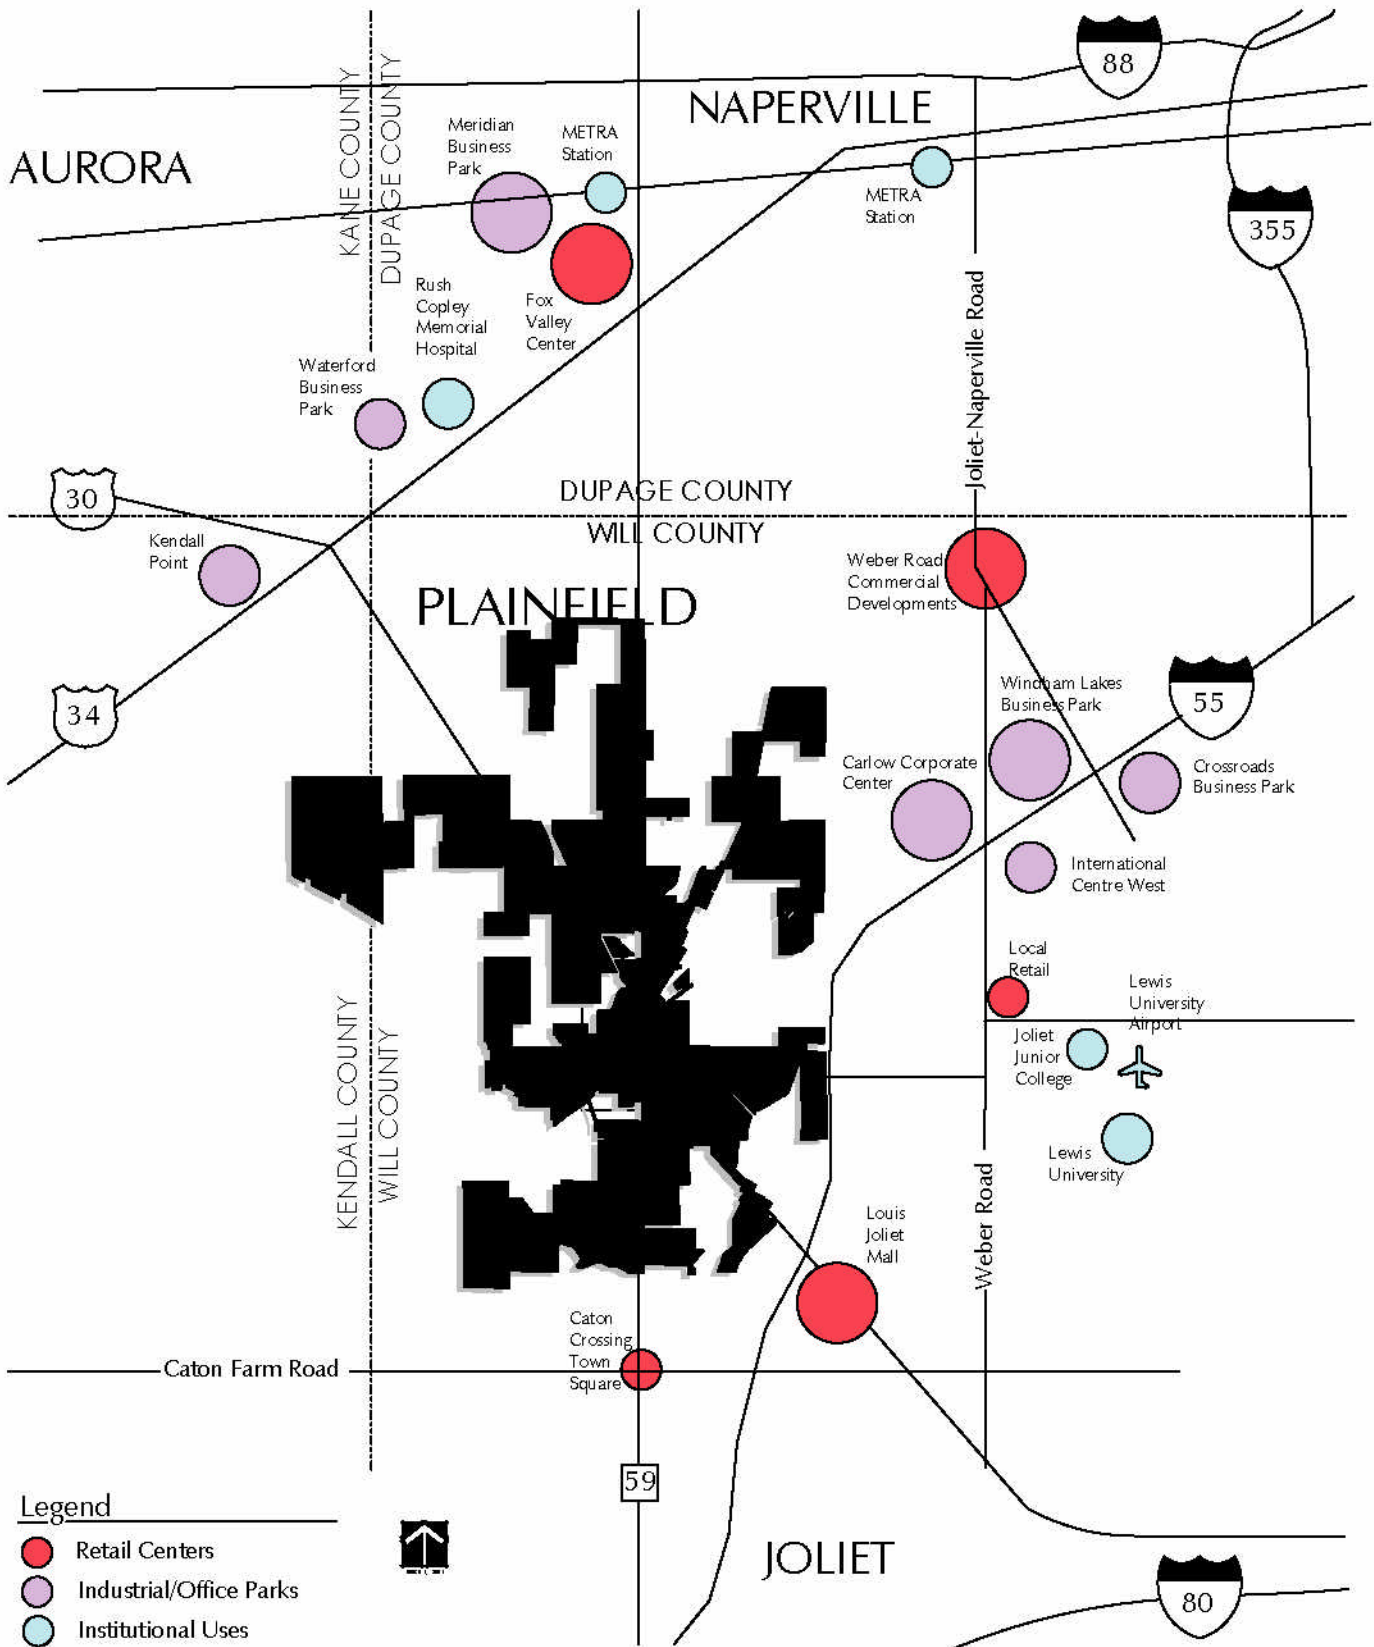 88
NAPERVILLE
AURORA
KANE COUNTY
DUPAGE COUNTY
Meridian
Business
Park
METRA
Station
METRA
Station
355
Rush
Copley
Memorial
Hospital
Fox
Valley
Center
Waterford
Business
Park
Joliet-Naperville Road
30
DUPAGE COUNTY
WILL COUNTY
Kendall
Point
Weber Road
Commercial
Developments
PLAINFIELD
34
55
Windham Lakes
Business Park
Carlow Corporate
Center
Crossroads
Business Park
International
Centre West
Local
Retail
Lewis
University
Airport
Joliet
Junior
College
KENDALL COUNTY
WILL COUNTY
Lewis
University
Weber Road
Louis
Joliet
Mall
Caton
Crossing
Town
Square
Caton Farm Road
59
Legend
Retail Centers
Industrial/Office Parks
Institutional Uses
JOLIET
80